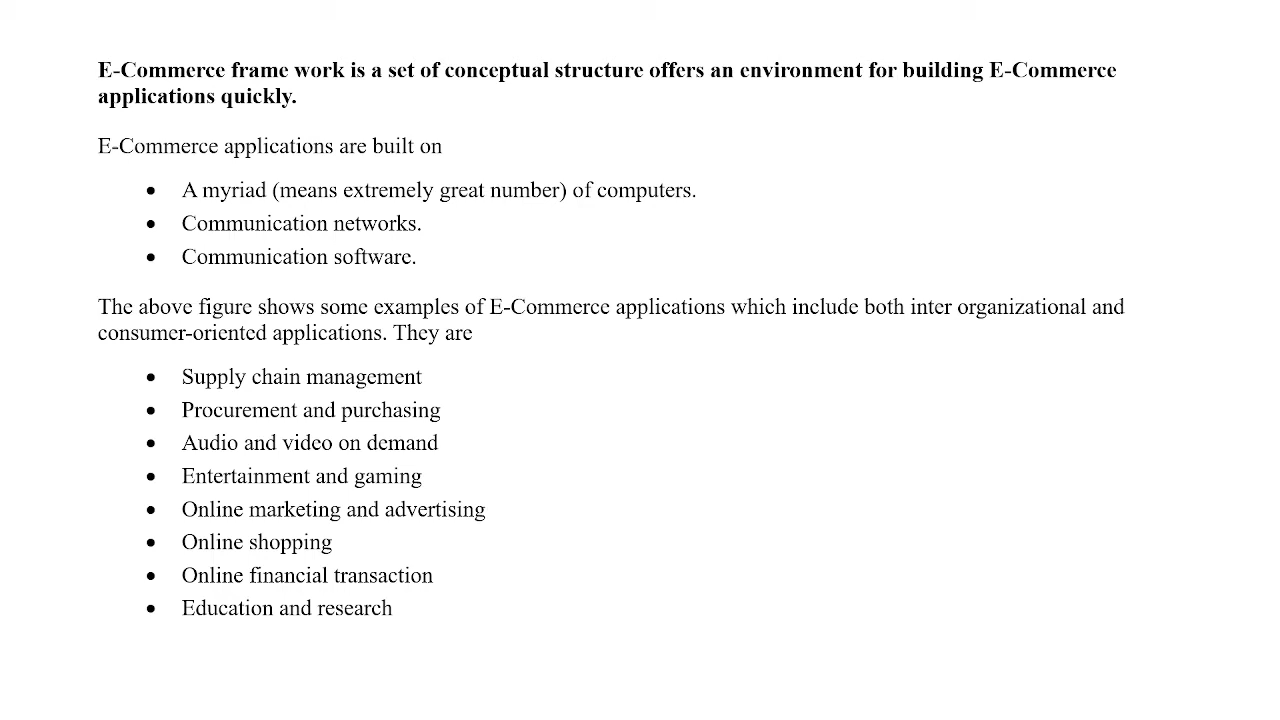 E-Commerce frame work is a set of conceptual structure offers an environment for building E-Commerce
applications quickly.
E-Commerce applications are built on
• A myriad (means extremely great number) of computers.
• Communication networks.
• Communication software.
The above figure shows some examples of E-Commerce applications which include both inter organizational and
consumer-oriented applications. They are
• Supply chain management
• Procurement and purchasing
• Audio and video on demand
• Entertainment and gaming
• Online marketing and advertising
• Online shopping
• Online financial transaction
• Education and research